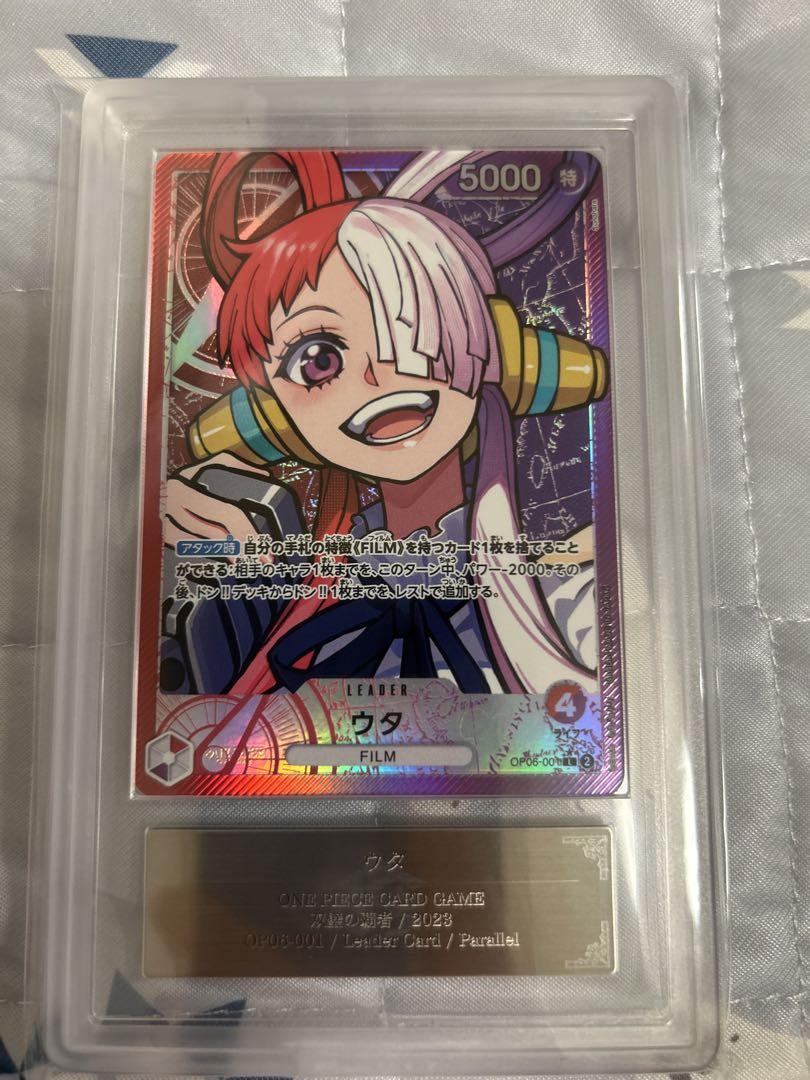 5000 特
Sunohara
アタック時 自分の手札の特徴《FILM》を持つカード1枚を捨てること
ができる:相手のキャラ1枚までを、このターン中、パワー-2000。その
後、ドン!!デッキからドン!!1枚までを、レストで追加する。
LEADER
ウタ
4
ライフ
FILM
OP06-001 L 2
ウタ
ONE PIECE CARD GAME
双璧の覇者 / 2023
OP06-001 / Leader Card / Parallel